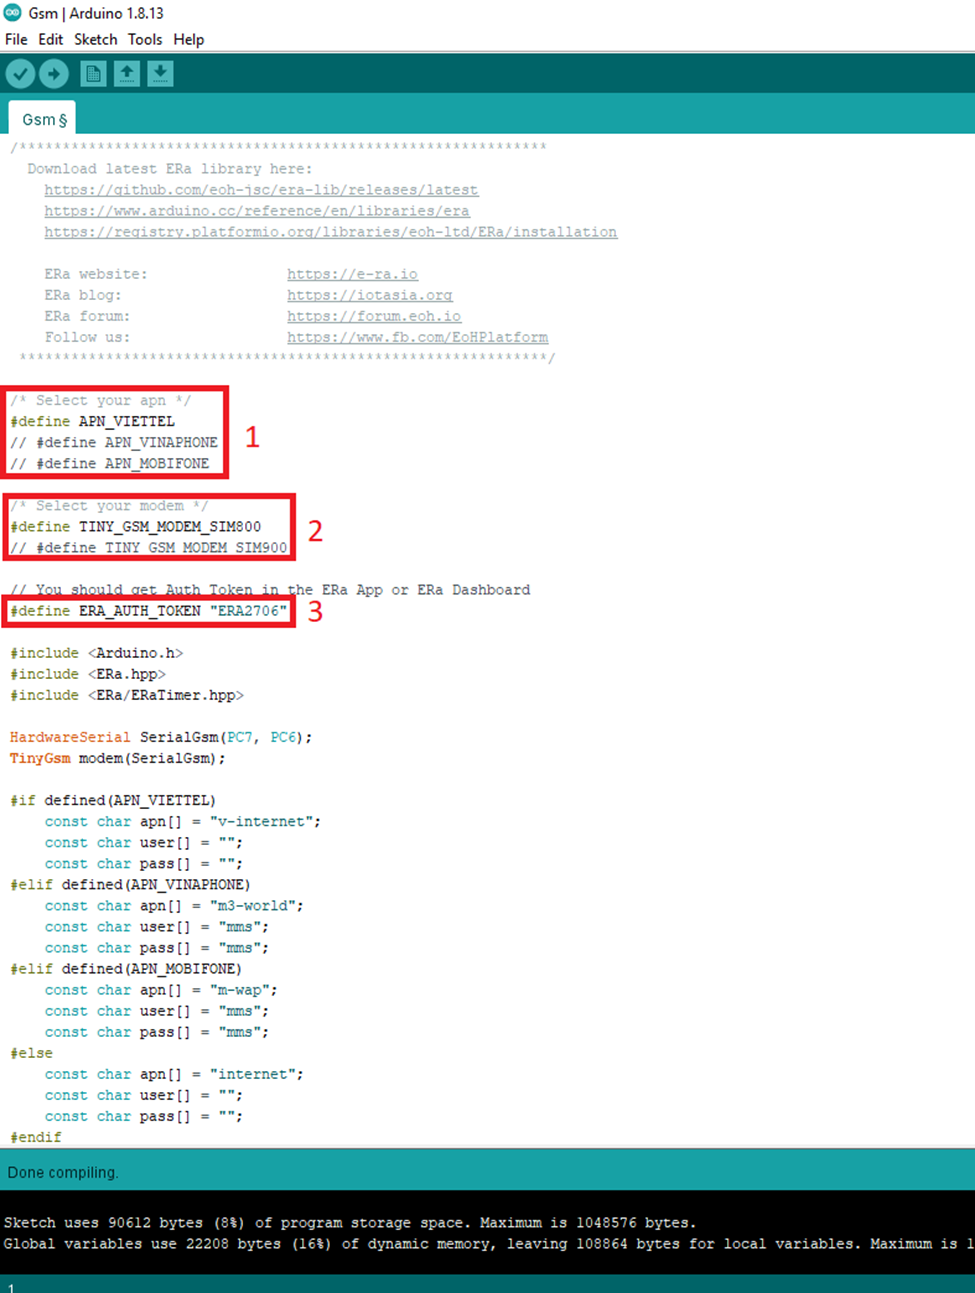 Gsm | Arduino 1.8.13
File Edit Sketch Tools Help
Gsm §
/*************************************************************
  Download latest ERa library here:
    https://github.com/eoh-jsc/era-lib/releases/latest
    https://www.arduino.cc/reference/en/libraries/era
    https://registry.platformio.org/libraries/eoh-ltd/ERa/installation
    ERa website:                https://e-ra.io
    ERa blog:                   https://iotasia.org
    ERa forum:                  https://forum.eoh.io
    Follow us:                  https://www.fb.com/EoHPlatform
 *************************************************************/
/* Select your apn */
#define APN_VIETTEL
// #define APN_VINAPHONE
// #define APN_MOBIFONE
1
/* Select your modem */
#define TINY_GSM_MODEM_SIM800
// #define TINY_GSM_MODEM_SIM900
2
// You should get Auth Token in the ERa App or ERa Dashboard
#define ERA_AUTH_TOKEN "ERA2706"
3
#include <Arduino.h>
#include <ERa.hpp>
#include <ERa/ERaTimer.hpp>
HardwareSerial SerialGsm(PC7, PC6);
TinyGsm modem(SerialGsm);
#if defined(APN_VIETTEL)
    const char apn[] = "v-internet";
    const char user[] = "";
    const char pass[] = "";
#elif defined(APN_VINAPHONE)
    const char apn[] = "m3-world";
    const char user[] = "mms";
    const char pass[] = "mms";
#elif defined(APN_MOBIFONE)
    const char apn[] = "m-wap";
    const char user[] = "mms";
    const char pass[] = "mms";
#else
    const char apn[] = "internet";
    const char user[] = "";
    const char pass[] = "";
#endif
Done compiling.
Sketch uses 90612 bytes (8%) of program storage space. Maximum is 1048576 bytes.
Global variables use 22208 bytes (16%) of dynamic memory, leaving 108864 bytes for local variables. Maximum is 1
1